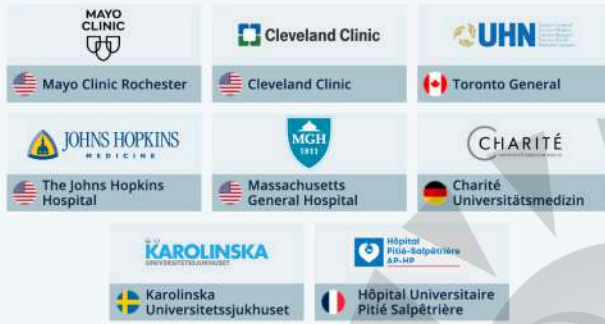 MAYO
CLINIC
Cleveland Clinic
UHN
Mayo Clinic Rochester
Cleveland Clinic
Toronto General
JOHNS HOPKINS
MEDICINE
MGH
1811
CHARITÉ
The Johns Hopkins
Hospital
Massachusetts
General Hospital
Charité
Universitätsmedizin
KAROLINSKA
UNIVERSITETSSJUKHUSET
Hôpital
Pitié-Salpêtrière
AP-HP
Karolinska
Universitetssjukhuset
Hôpital Universitaire
Pitié Salpêtrière